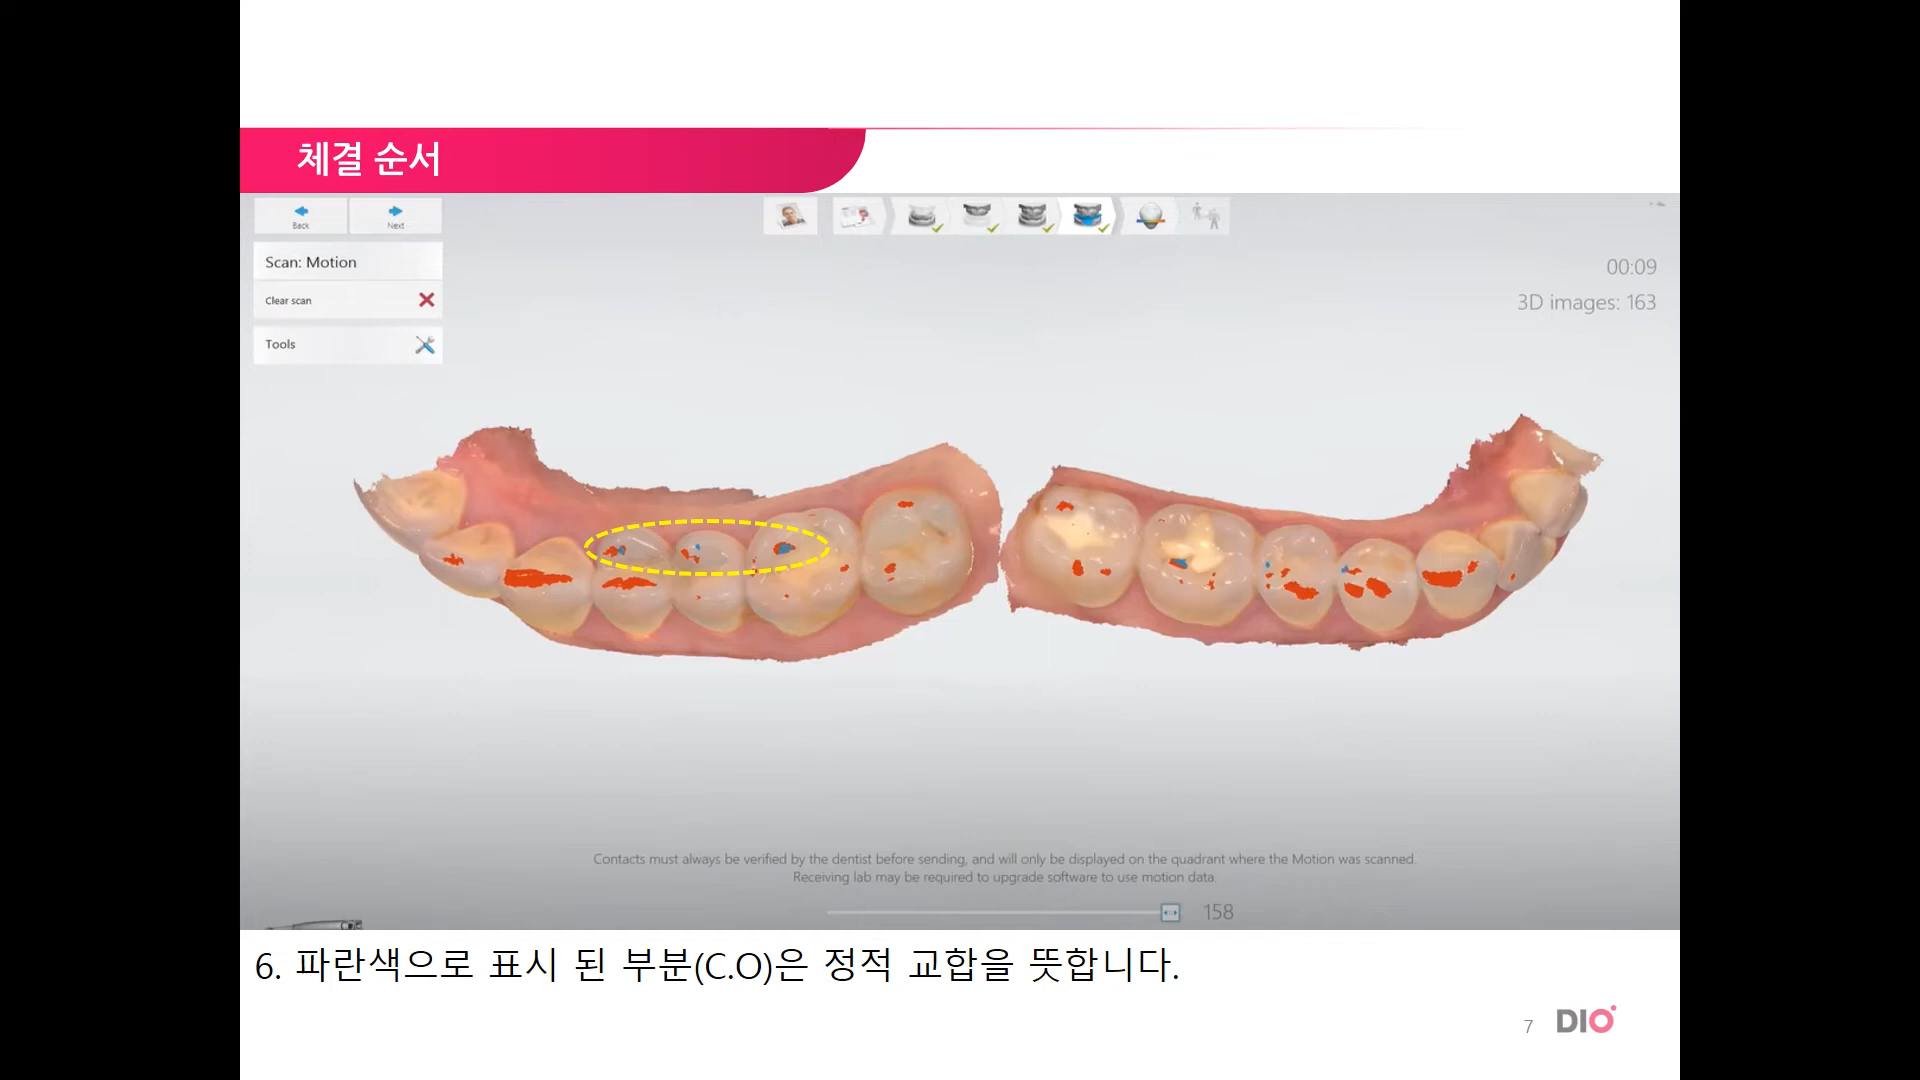 체결 순서
Back
Next
Scan: Motion
Clear scan
Tools
00:09
3D images: 163
Contacts must always be verified by the dentist before sending, and will only be displayed on the quadrant where the Motion was scanned.
Receiving lab may be required to upgrade software to use motion data.
158
6. 파란색으로 표시 된 부분(C.O)은 정적 교합을 뜻합니다.
7
DIO